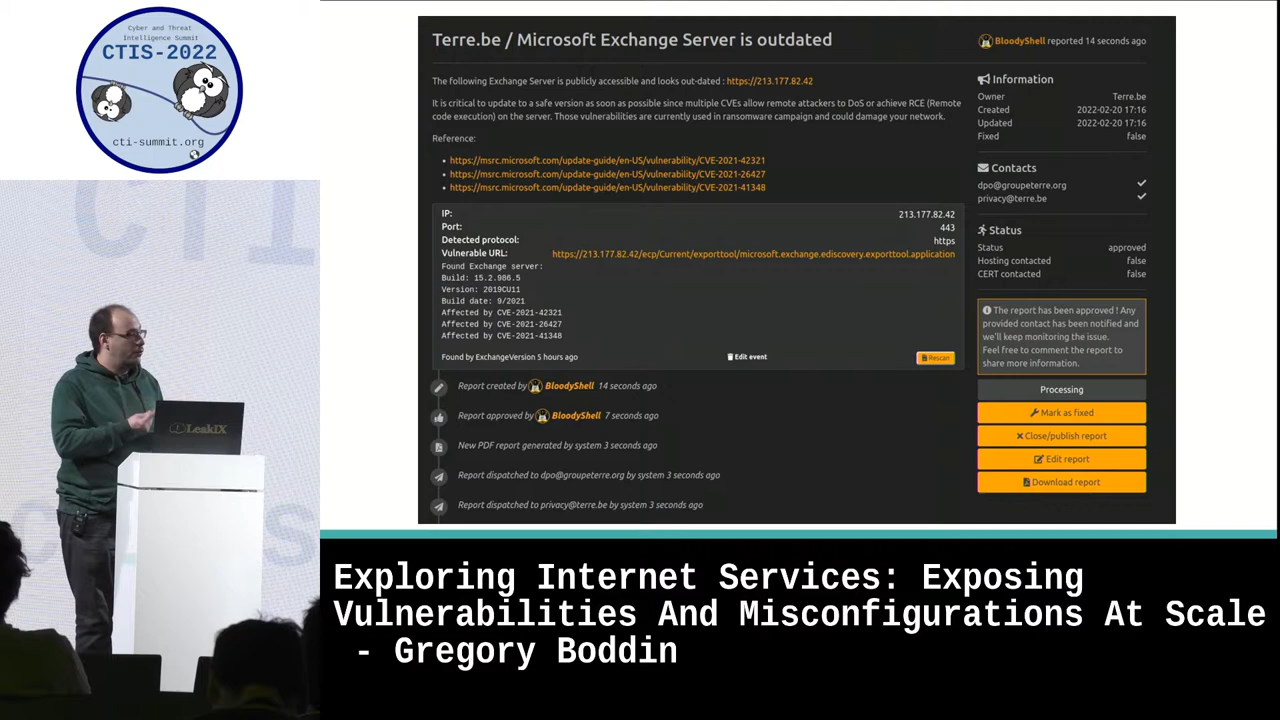 Cyber and Threat
Intelligence Summit
CTIS-2022
cti-summit.org
LeakIX
Terre.be / Microsoft Exchange Server is outdated
BloodyShell reported 14 seconds ago
The following Exchange Server is publicly accessible and looks out-dated : https://213.177.82.42
It is critical to update to a safe version as soon as possible since multiple CVEs allow remote attackers to DoS or achieve RCE (Remote
code execution) on the server. Those vulnerabilities are currently used in ransomware campaign and could damage your network.
Reference:
• https://msrc.microsoft.com/update-guide/en-US/vulnerability/CVE-2021-42321
• https://msrc.microsoft.com/update-guide/en-US/vulnerability/CVE-2021-26427
• https://msrc.microsoft.com/update-guide/en-US/vulnerability/CVE-2021-41348
IP: 213.177.82.42
Port: 443
Detected protocol: https
Vulnerable URL: https://213.177.82.42/ecp/Current/exporttool/microsoft.exchange.ediscovery.exporttool.application
Found Exchange server:
Build: 15.2.986.5
Version: 2019CU11
Build date: 9/2021
Affected by CVE-2021-42321
Affected by CVE-2021-26427
Affected by CVE-2021-41348
Found by ExchangeVersion 5 hours ago Edit event Rescan
Report created by BloodyShell 14 seconds ago
Report approved by BloodyShell 7 seconds ago
New PDF report generated by system 3 seconds ago
Report dispatched to dpo@groupeterre.org by system 3 seconds ago
Report dispatched to privacy@terre.be by system 3 seconds ago
Information
Owner Terre.be
Created 2022-02-20 17:16
Updated 2022-02-20 17:16
Fixed false
Contacts
dpo@groupeterre.org
privacy@terre.be
Status
Status approved
Hosting contacted false
CERT contacted false
The report has been approved ! Any
provided contact has been notified and
we'll keep monitoring the issue.
Feel free to comment the report to
share more information.
Processing
Mark as fixed
Close/publish report
Edit report
Download report
Exploring Internet Services: Exposing
Vulnerabilities And Misconfigurations At Scale
- Gregory Boddin